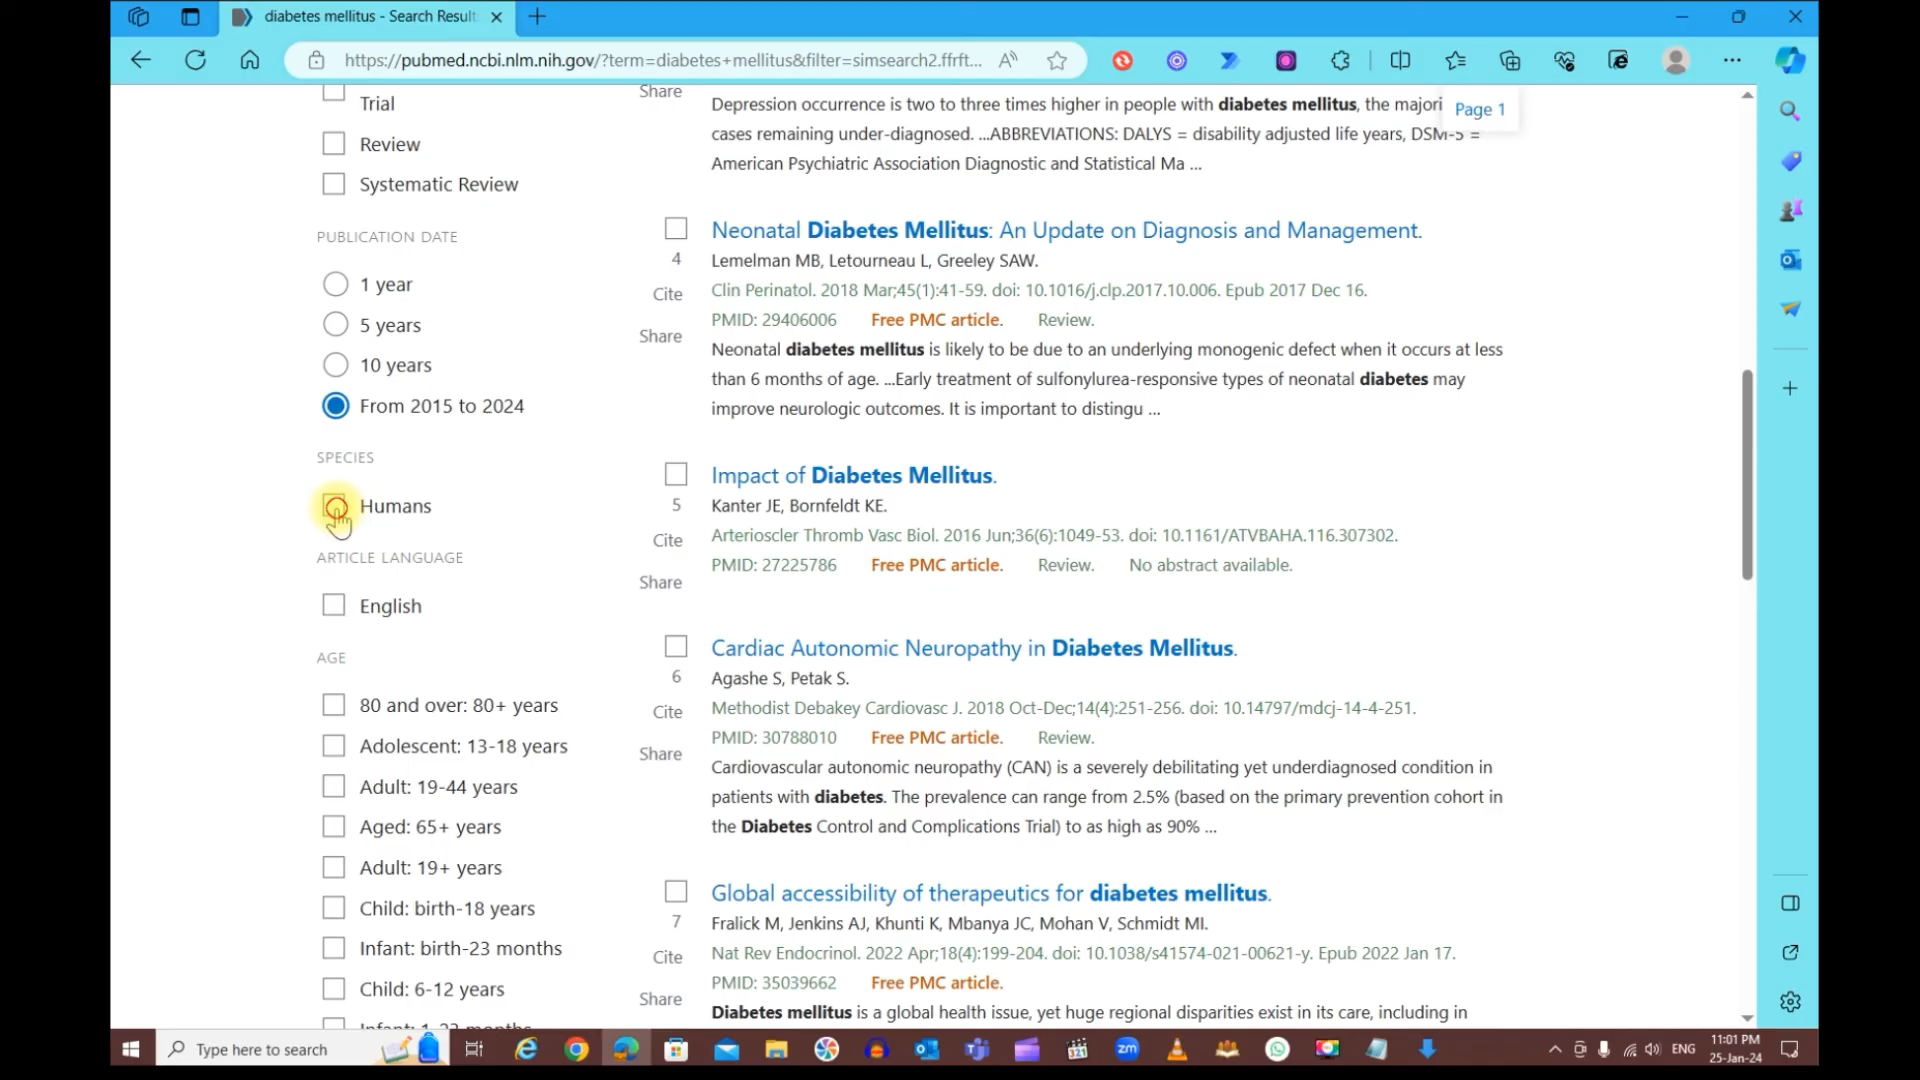 diabetes mellitus - Search Result
https://pubmed.ncbi.nlm.nih.gov/?term=diabetes+mellitus&filter=simsearch2.ffrft...
Trial
Review
Systematic Review
PUBLICATION DATE
1 year
5 years
10 years
From 2015 to 2024
SPECIES
Humans
ARTICLE LANGUAGE
English
AGE
80 and over: 80+ years
Adolescent: 13-18 years
Adult: 19-44 years
Aged: 65+ years
Adult: 19+ years
Child: birth-18 years
Infant: birth-23 months
Child: 6-12 years
Share
Depression occurrence is two to three times higher in people with diabetes mellitus, the majori
cases remaining under-diagnosed. ...ABBREVIATIONS: DALYS = disability adjusted life years, DSM-5 =
American Psychiatric Association Diagnostic and Statistical Ma ...
Page 1
Neonatal Diabetes Mellitus: An Update on Diagnosis and Management.
4
Lemelman MB, Letourneau L, Greeley SAW.
Cite
Clin Perinatol. 2018 Mar;45(1):41-59. doi: 10.1016/j.clp.2017.10.006. Epub 2017 Dec 16.
PMID: 29406006 Free PMC article. Review.
Share
Neonatal diabetes mellitus is likely to be due to an underlying monogenic defect when it occurs at less
than 6 months of age. ...Early treatment of sulfonylurea-responsive types of neonatal diabetes may
improve neurologic outcomes. It is important to distingu ...
Impact of Diabetes Mellitus.
5
Kanter JE, Bornfeldt KE.
Cite
Arterioscler Thromb Vasc Biol. 2016 Jun;36(6):1049-53. doi: 10.1161/ATVBAHA.116.307302.
PMID: 27225786 Free PMC article. Review. No abstract available.
Share
Cardiac Autonomic Neuropathy in Diabetes Mellitus.
6
Agashe S, Petak S.
Cite
Methodist Debakey Cardiovasc J. 2018 Oct-Dec;14(4):251-256. doi: 10.14797/mdcj-14-4-251.
PMID: 30788010 Free PMC article. Review.
Share
Cardiovascular autonomic neuropathy (CAN) is a severely debilitating yet underdiagnosed condition in
patients with diabetes. The prevalence can range from 2.5% (based on the primary prevention cohort in
the Diabetes Control and Complications Trial) to as high as 90% ...
Global accessibility of therapeutics for diabetes mellitus.
7
Fralick M, Jenkins AJ, Khunti K, Mbanya JC, Mohan V, Schmidt MI.
Cite
Nat Rev Endocrinol. 2022 Apr;18(4):199-204. doi: 10.1038/s41574-021-00621-y. Epub 2022 Jan 17.
PMID: 35039662 Free PMC article.
Share
Diabetes mellitus is a global health issue, yet huge regional disparities exist in its care, including in
Type here to search
zm
ENG
11:01 PM
25-Jan-24